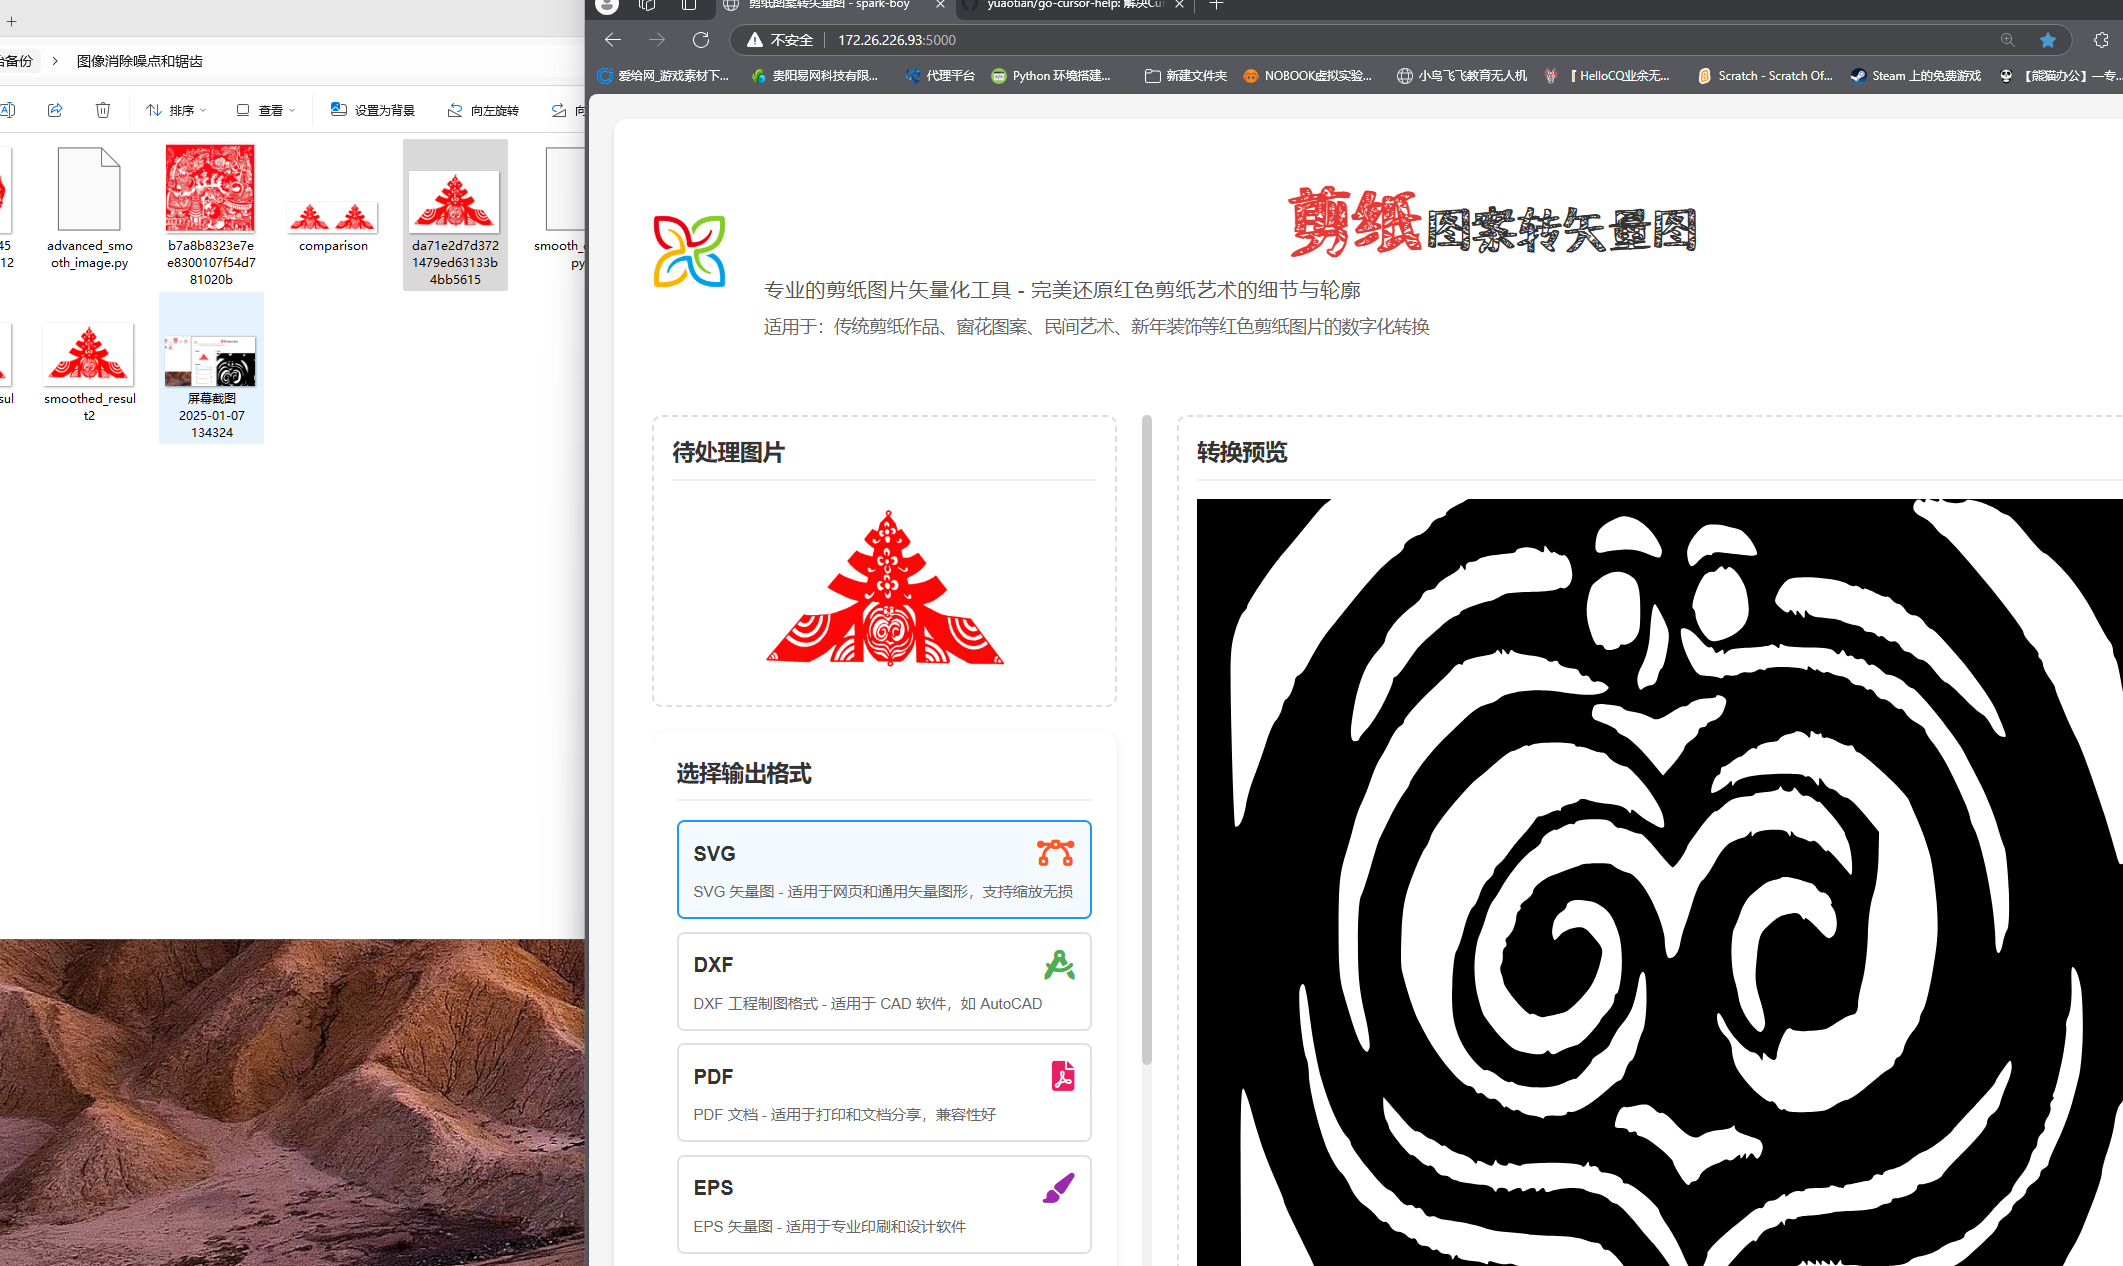 剪纸图案转矢量图 - spark-boy
yuaotian/go-cursor-help: 解决Cur
不安全
172.26.226.93:5000
爱给网_游戏素材下...
贵阳易网科技有限...
代理平台
Python 环境搭建...
新建文件夹
NOBOOK虚拟实验...
小鸟飞飞教育无人机
【 HelloCQ业余无...
Scratch - Scratch Of...
Steam 上的免费游戏
【熊猫办公】—专...
备份
图像消除噪点和锯齿
排序
查看
设置为背景
向左旋转
向
45
12
advanced_smo
oth_image.py
b7a8b8323e7e
e8300107f54d7
81020b
comparison
da71e2d7d372
1479ed63133b
4bb5615
smooth_
py
sul
smoothed_resul
t2
屏幕截图
2025-01-07
134324
剪纸图案转矢量图
专业的剪纸图片矢量化工具 - 完美还原红色剪纸艺术的细节与轮廓
适用于：传统剪纸作品、窗花图案、民间艺术、新年装饰等红色剪纸图片的数字化转换
待处理图片
选择输出格式
SVG
SVG 矢量图 - 适用于网页和通用矢量图形，支持缩放无损
DXF
DXF 工程制图格式 - 适用于 CAD 软件，如 AutoCAD
PDF
PDF 文档 - 适用于打印和文档分享，兼容性好
EPS
EPS 矢量图 - 适用于专业印刷和设计软件
转换预览